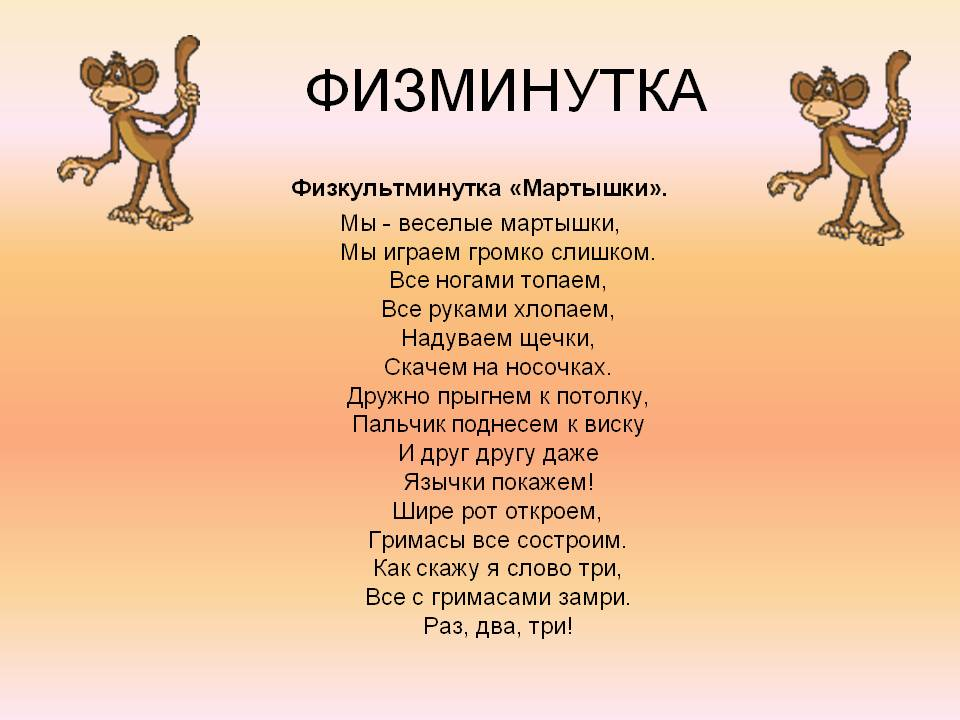 ФИЗМИНУТКА
Физкультминутка «Мартышки».
Мы - веселые мартышки,
Мы играем громко слишком.
Все ногами топаем,
Все руками хлопаем,
Надуваем щечки,
Скачем на носочках.
Дружно прыгнем к потолку,
Пальчик поднесем к виску
И друг другу даже
Язычки покажем!
Шире рот откроем,
Гримасы все состроим.
Как скажу я слово три,
Все с гримасами замри.
Раз, два, три!